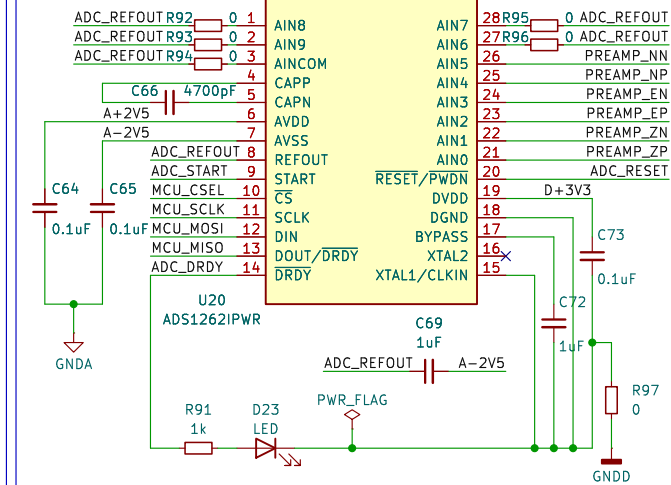 ADC_REFOUT R92 0 1 AIN8 AIN7 28 R95 0 ADC_REFOUT
ADC_REFOUT R93 0 2 AIN9 AIN6 27 R96 0 ADC_REFOUT
ADC_REFOUT R94 0 3 AINCOM AIN5 26 PREAMP_NN
4 CAPP AIN4 25 PREAMP_NP
C66 4700pF 5 CAPN AIN3 24 PREAMP_EN
A+2V5 6 AVDD AIN2 23 PREAMP_EP
A-2V5 7 AVSS AIN1 22 PREAMP_ZN
ADC_REFOUT 8 REFOUT AIN0 21 PREAMP_ZP
ADC_START 9 START RESET/PWDN 20 ADC_RESET
MCU_CSEL 10 CS DVDD 19 D+3V3
MCU_SCLK 11 SCLK DGND 18
MCU_MOSI 12 DIN BYPASS 17
MCU_MISO 13 DOUT/DRDY XTAL2 16
ADC_DRDY 14 DRDY XTAL1/CLKIN 15
C64
0.1uF
C65
0.1uF
C73
0.1uF
U20
ADS1262IPWR
C72
1uF
GNDA
C69
1uF
ADC_REFOUT A-2V5
R97
0
PWR_FLAG
R91
1k
D23
LED
GNDD